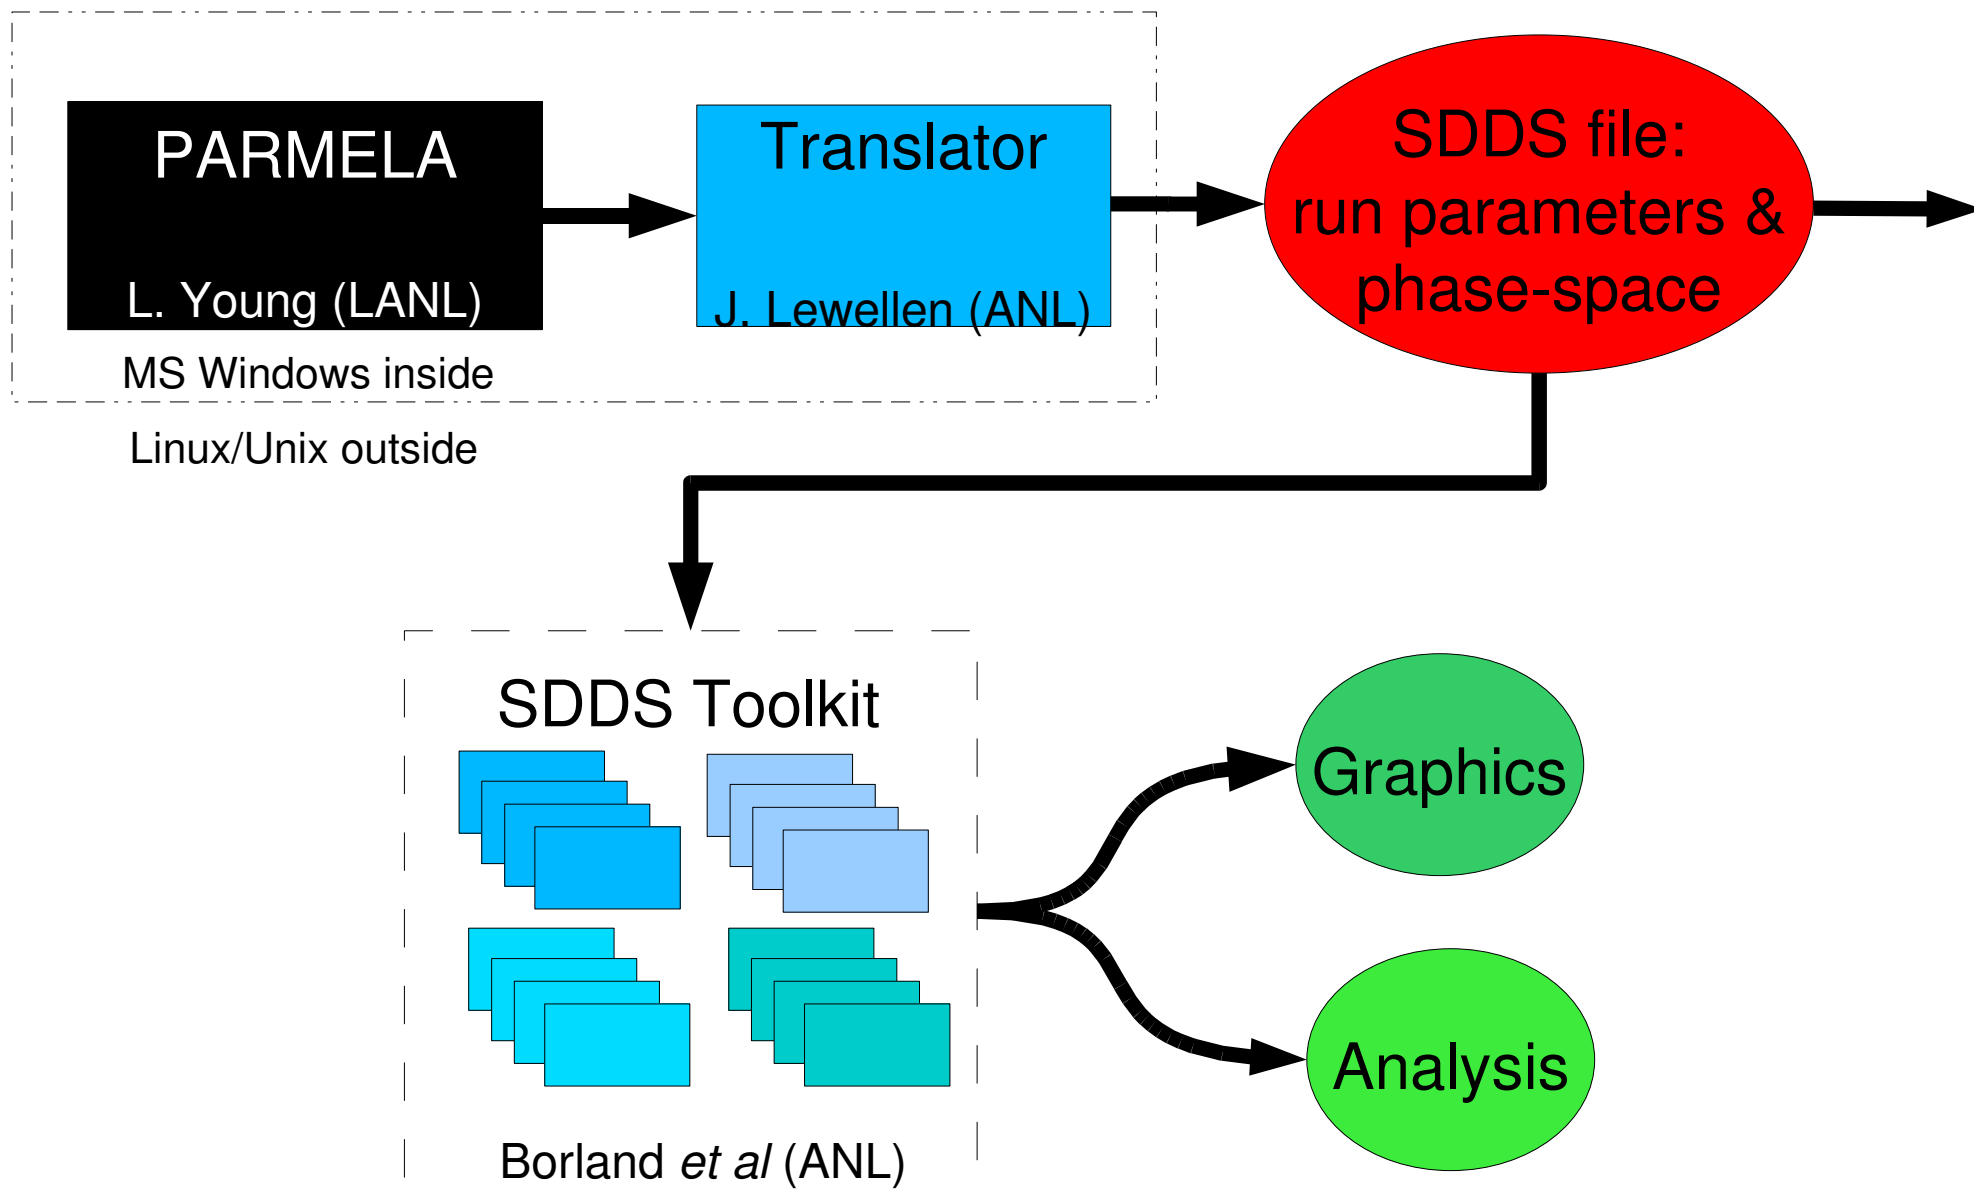 PARMELA
L. Young (LANL)
Translator
J. Lewellen (ANL)
SDDS file:
run parameters &
phase-space
MS Windows inside
Linux/Unix outside
SDDS Toolkit
Borland et al (ANL)
Graphics
Analysis